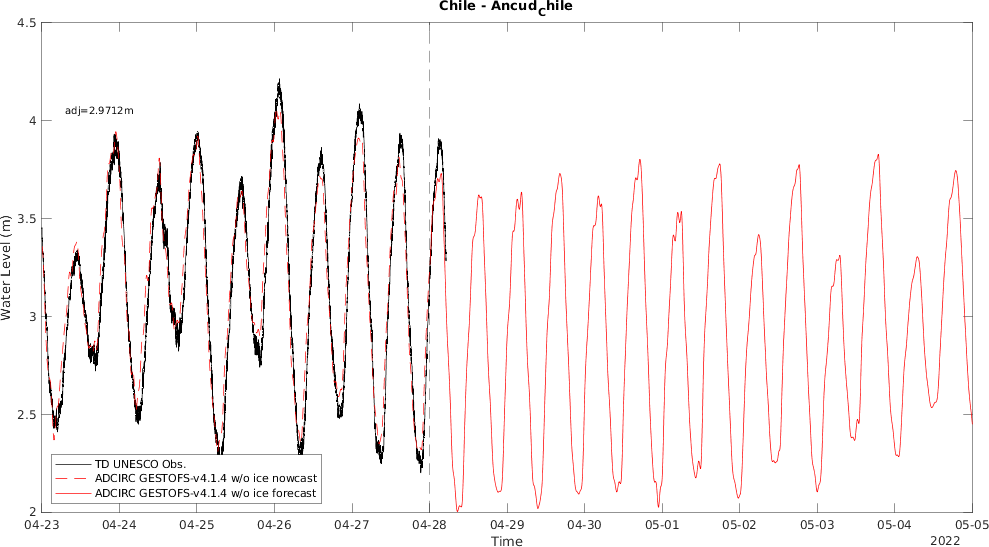 Chile - AncudChile
adj=2.9712m
Water Level (m)
4.5
4
3.5
3
2.5
2
TD UNESCO Obs.
ADCIRC GESTOFS-v4.1.4 w/o ice nowcast
ADCIRC GESTOFS-v4.1.4 w/o ice forecast
04-23 04-24 04-25 04-26 04-27 04-28 04-29 04-30 05-01 05-02 05-03 05-04 05-05
Time
2022